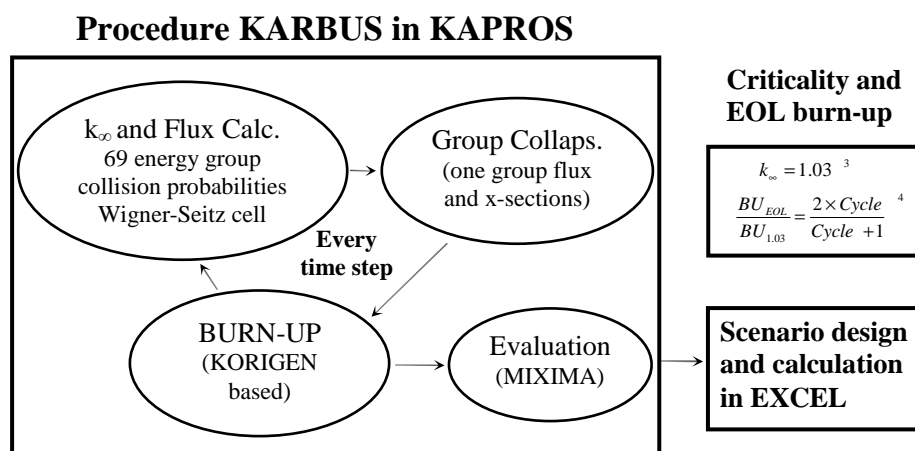 Procedure KARBUS in KAPROS
k∞ and Flux Calc.
69 energy group
collision probabilities
Wigner-Seitz cell
Group Collaps.
(one group flux
and x-sections)
Every
time step
BURN-UP
(KORIGEN
based)
Evaluation
(MIXIMA)
Criticality and
EOL burn-up
k∞ = 1.03 3
BU_EOL / BU_1.03 = 2 × Cycle / Cycle + 1 4
Scenario design
and calculation
in EXCEL